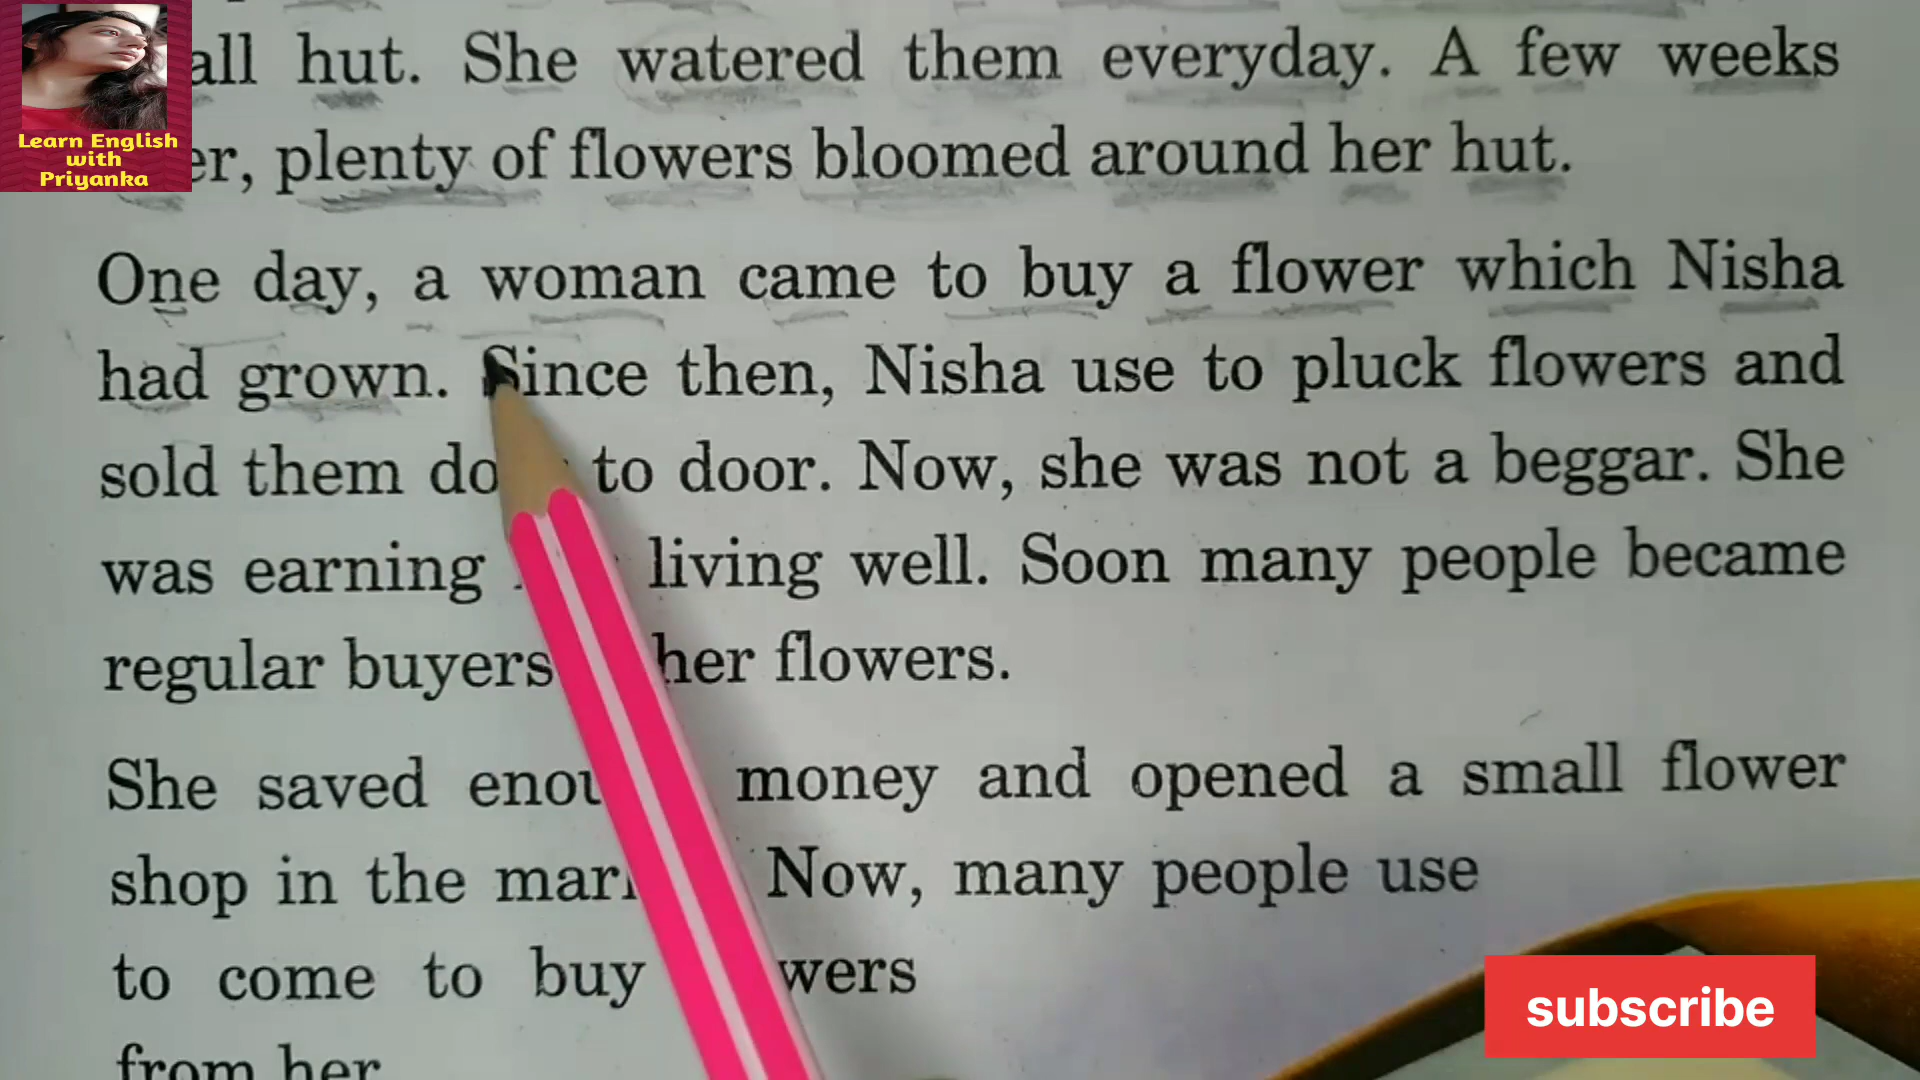 Learn English
with
Priyanka
all hut. She watered them everyday. A few weeks
er, plenty of flowers bloomed around her hut.
One day, a woman came to buy a flower which Nisha
had grown. Since then, Nisha use to pluck flowers and
sold them do to door. Now, she was not a beggar. She
was earning living well. Soon many people became
regular buyers her flowers.
She saved enou money and opened a small flower
shop in the mar Now, many people use
to come to buy wers
from her
subscribe